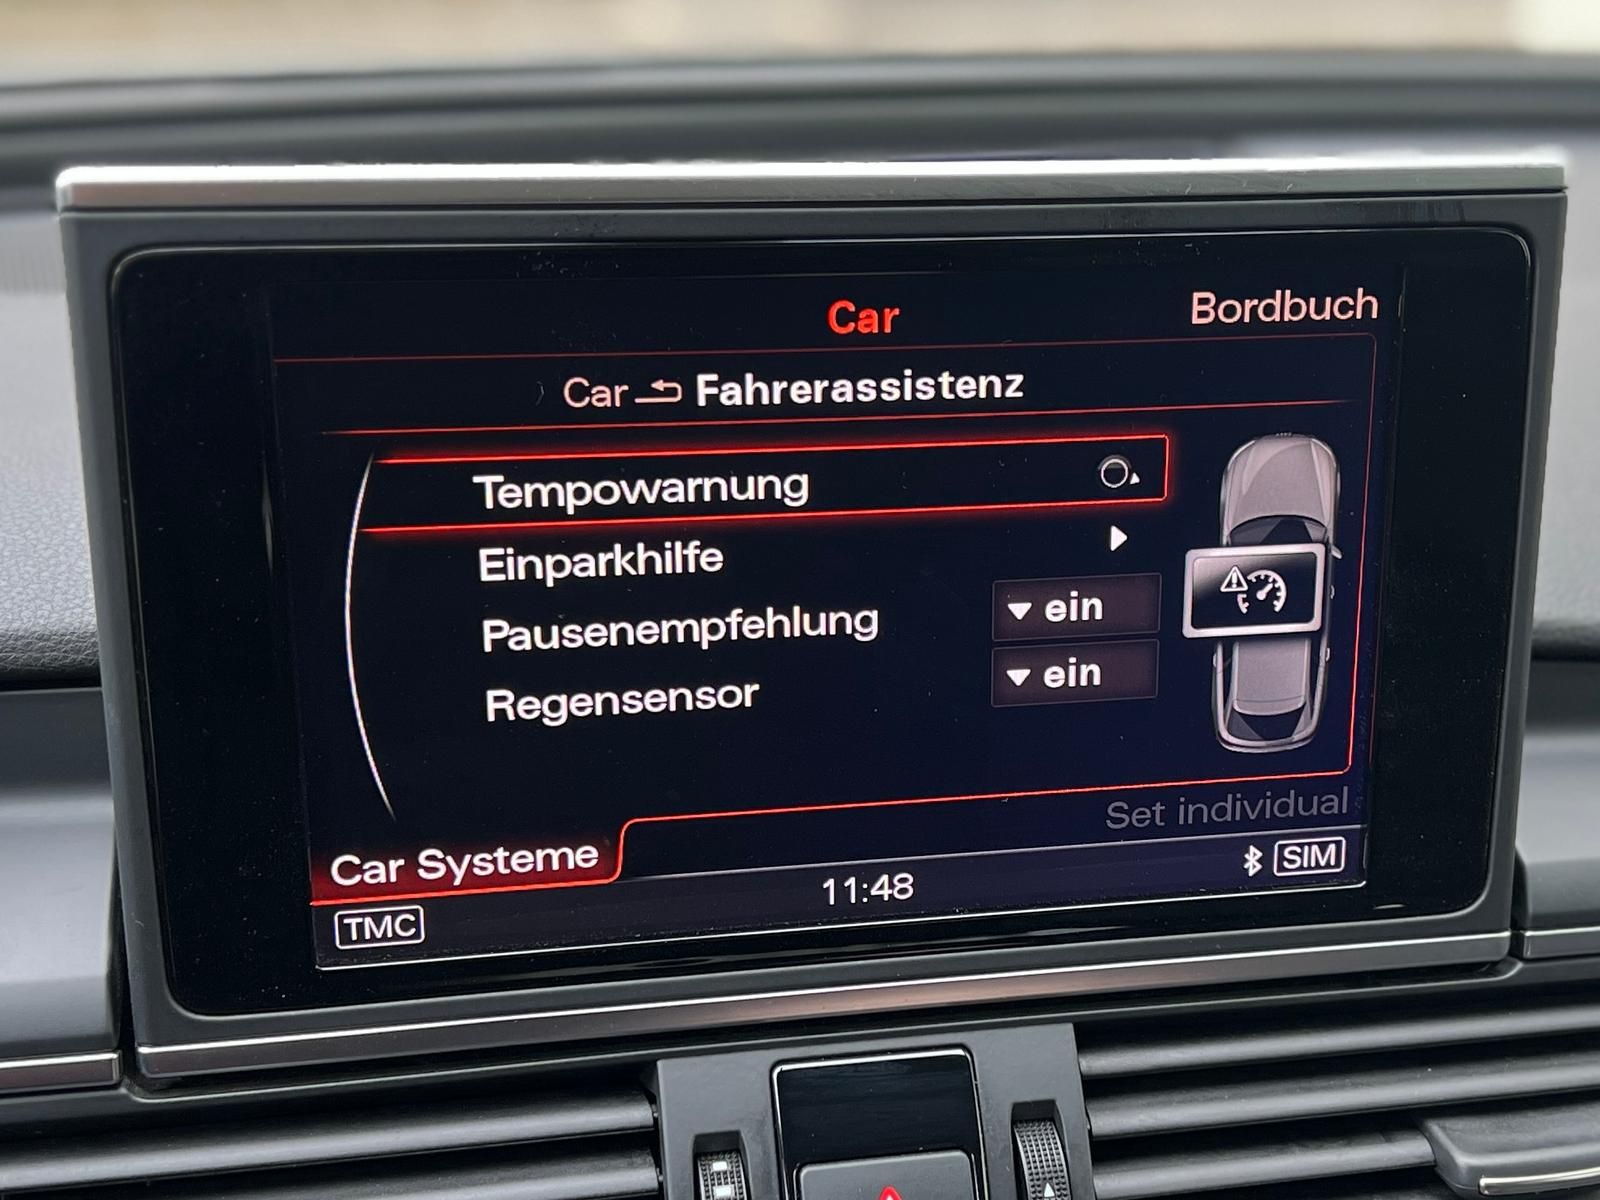 Car
Bordbuch
Car Fahrerassistenz
Tempowarnung
Einparkhilfe
Pausenempfehlung ein
Regensensor ein
Set individual
Car Systeme
11:48
SIM
TMC